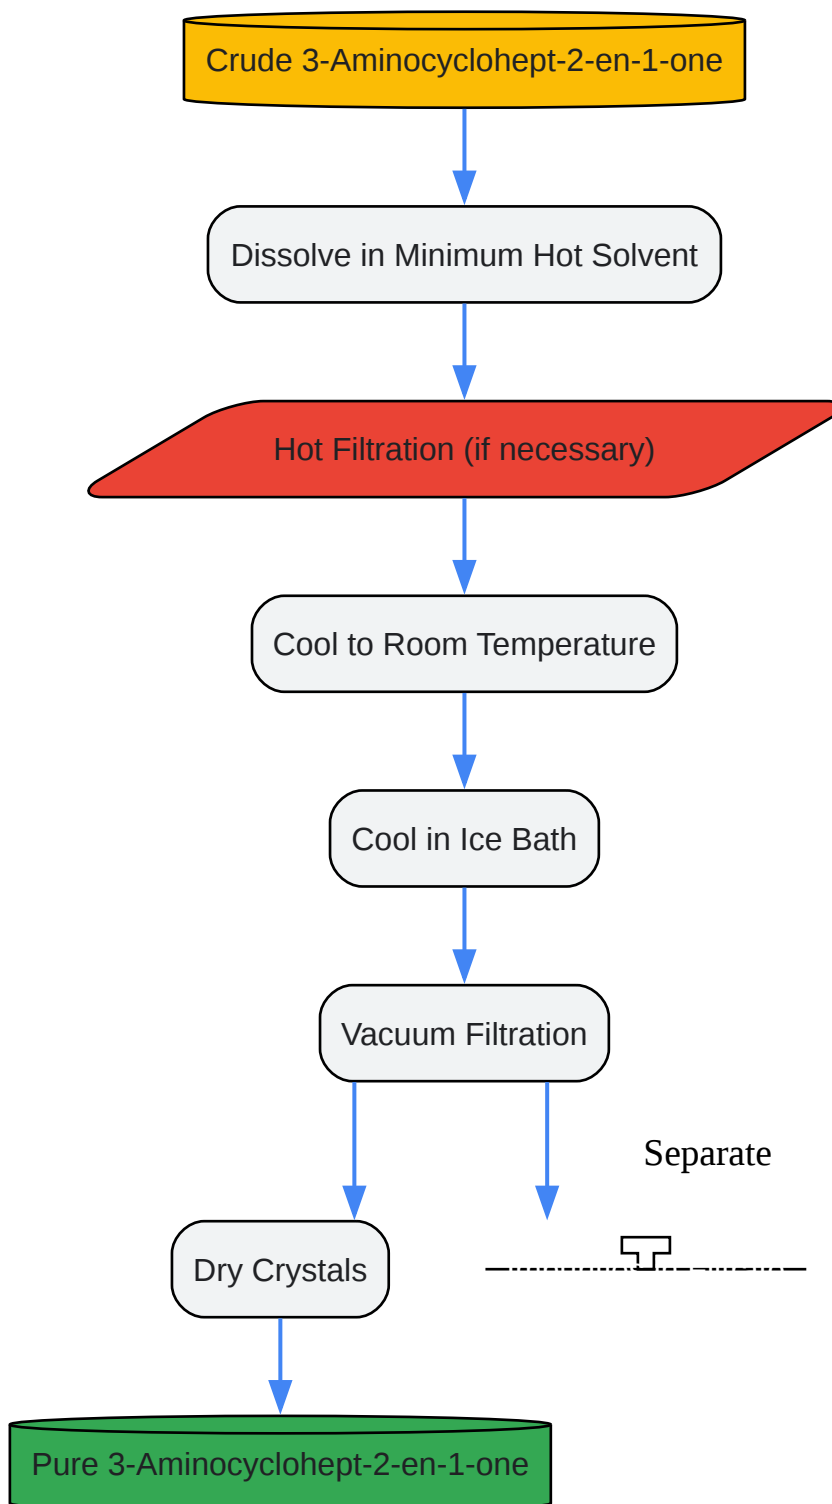 Crude 3-Aminocyclohept-2-en-1-one
Dissolve in Minimum Hot Solvent
Hot Filtration (if necessary)
Cool to Room Temperature
Cool in Ice Bath
Vacuum Filtration
Separate
Dry Crystals
Pure 3-Aminocyclohept-2-en-1-one